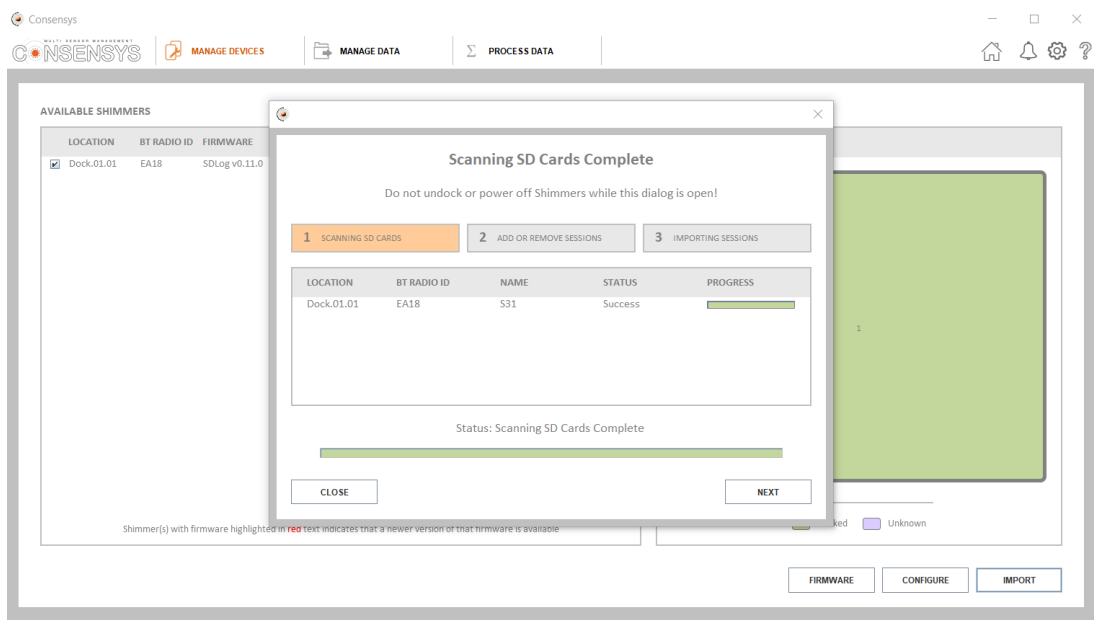 Consensys
MULTI SENSOR MANAGEMENT
CONSENSYS
MANAGE DEVICES
MANAGE DATA
Σ PROCESS DATA
?
AVAILABLE SHIMMERS
LOCATION BT RADIO ID FIRMWARE
Dock.01.01 EA18 SDLog v0.11.0
Scanning SD Cards Complete
Do not undock or power off Shimmers while this dialog is open!
1 SCANNING SD CARDS
2 ADD OR REMOVE SESSIONS
3 IMPORTING SESSIONS
LOCATION BT RADIO ID NAME STATUS PROGRESS
Dock.01.01 EA18 S31 Success
Status: Scanning SD Cards Complete
CLOSE
NEXT
1
Shimmer(s) with firmware highlighted in red text indicates that a newer version of that firmware is available
ked Unknown
FIRMWARE
CONFIGURE
IMPORT